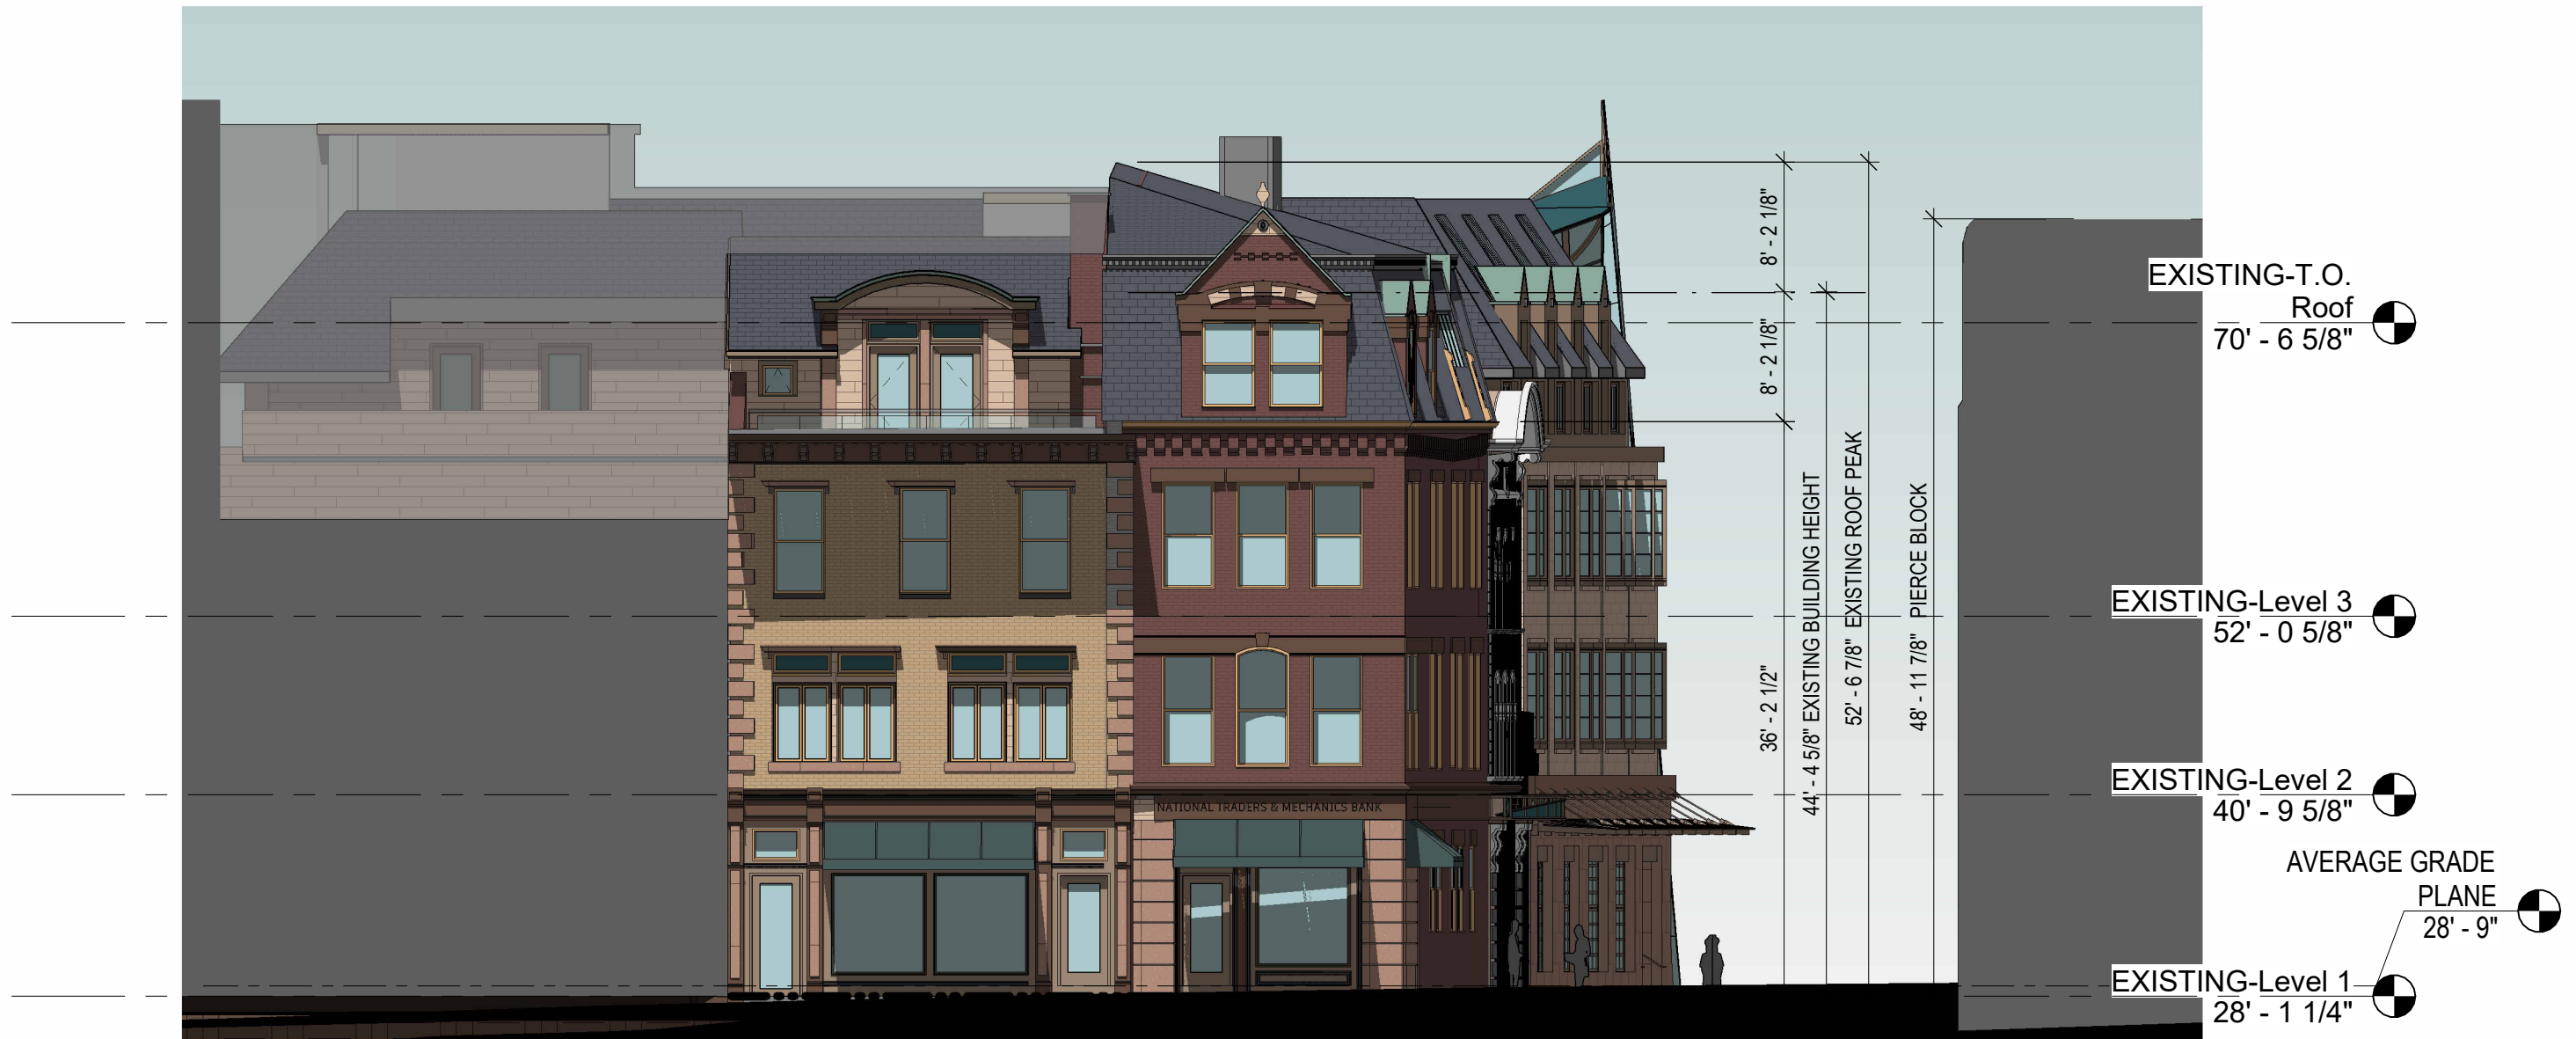 8' - 2 1/8"
8' - 2 1/8"
36' - 2 1/2"
44' - 4 5/8" EXISTING BUILDING HEIGHT
52' - 6 7/8" EXISTING ROOF PEAK
48' - 11 7/8" PIERCE BLOCK
NATIONAL TRADERS & MECHANICS BANK
EXISTING-T.O.
Roof
70' - 6 5/8"
EXISTING-Level 3
52' - 0 5/8"
EXISTING-Level 2
40' - 9 5/8"
AVERAGE GRADE
PLANE
28' - 9"
EXISTING-Level 1
28' - 1 1/4"